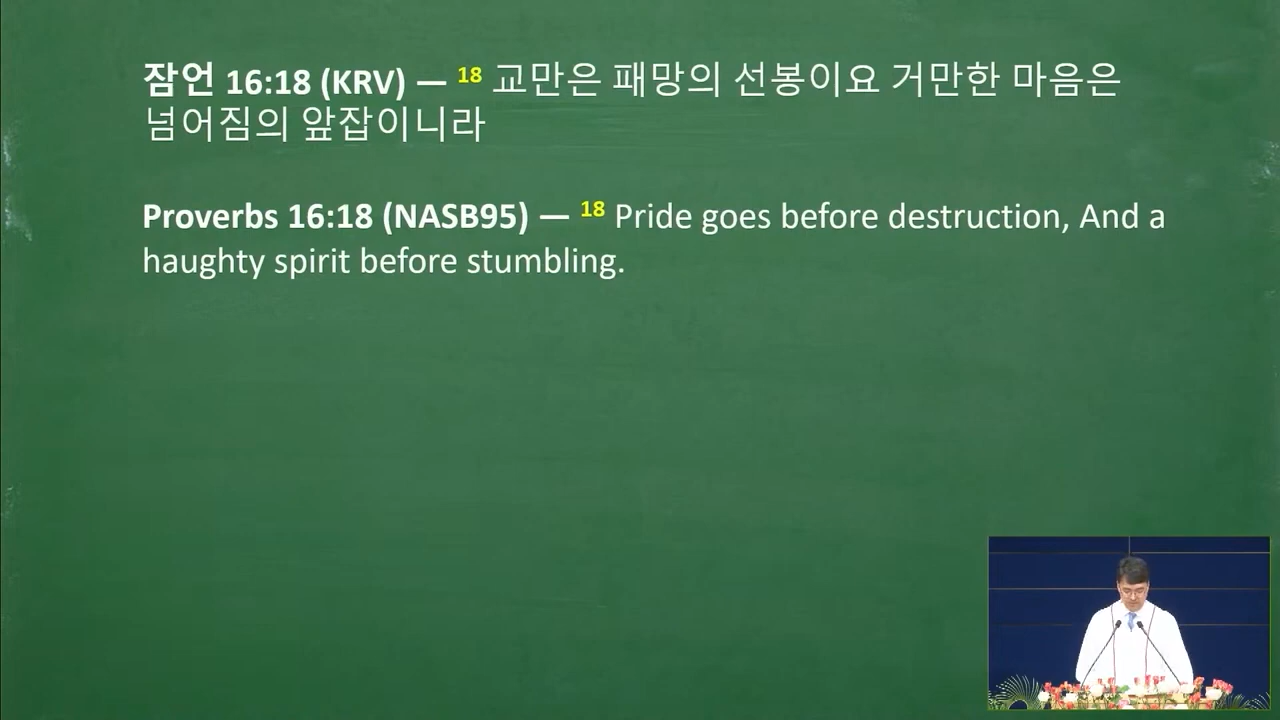 잠언 16:18 (KRV) — 18 교만은 패망의 선봉이요 거만한 마음은
넘어짐의 앞잡이니라
Proverbs 16:18 (NASB95) — 18 Pride goes before destruction, And a
haughty spirit before stumbling.